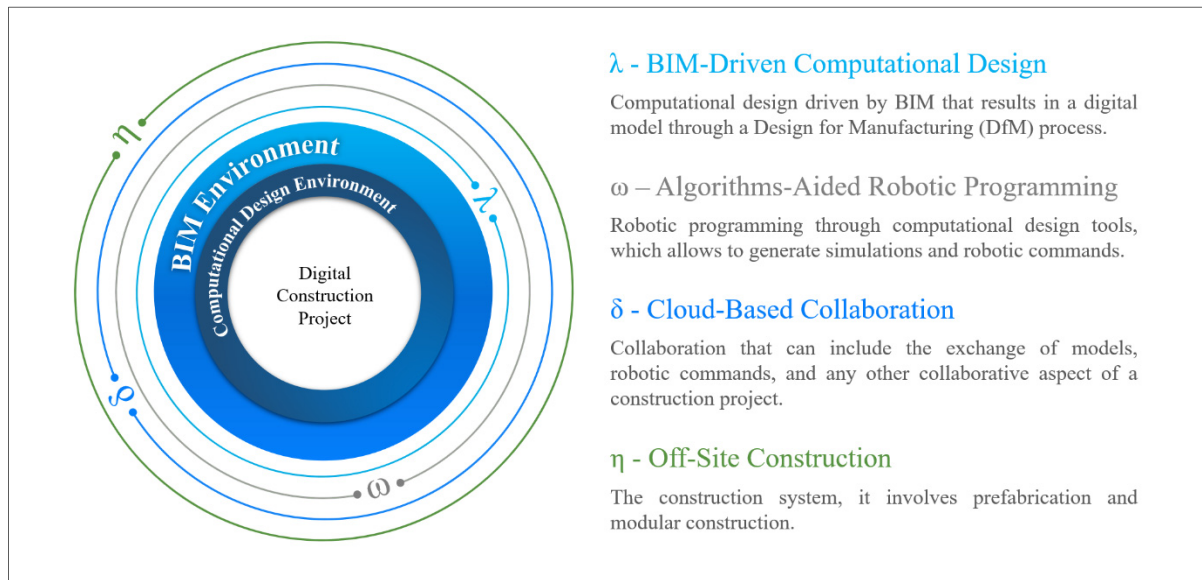 η
BIM Environment
Computational Design Environment
λ
Digital
Construction
Project
δ
ω
λ - BIM-Driven Computational Design
Computational design driven by BIM that results in a digital
model through a Design for Manufacturing (DfM) process.
ω – Algorithms-Aided Robotic Programming
Robotic programming through computational design tools,
which allows to generate simulations and robotic commands.
δ - Cloud-Based Collaboration
Collaboration that can include the exchange of models,
robotic commands, and any other collaborative aspect of a
construction project.
η - Off-Site Construction
The construction system, it involves prefabrication and
modular construction.